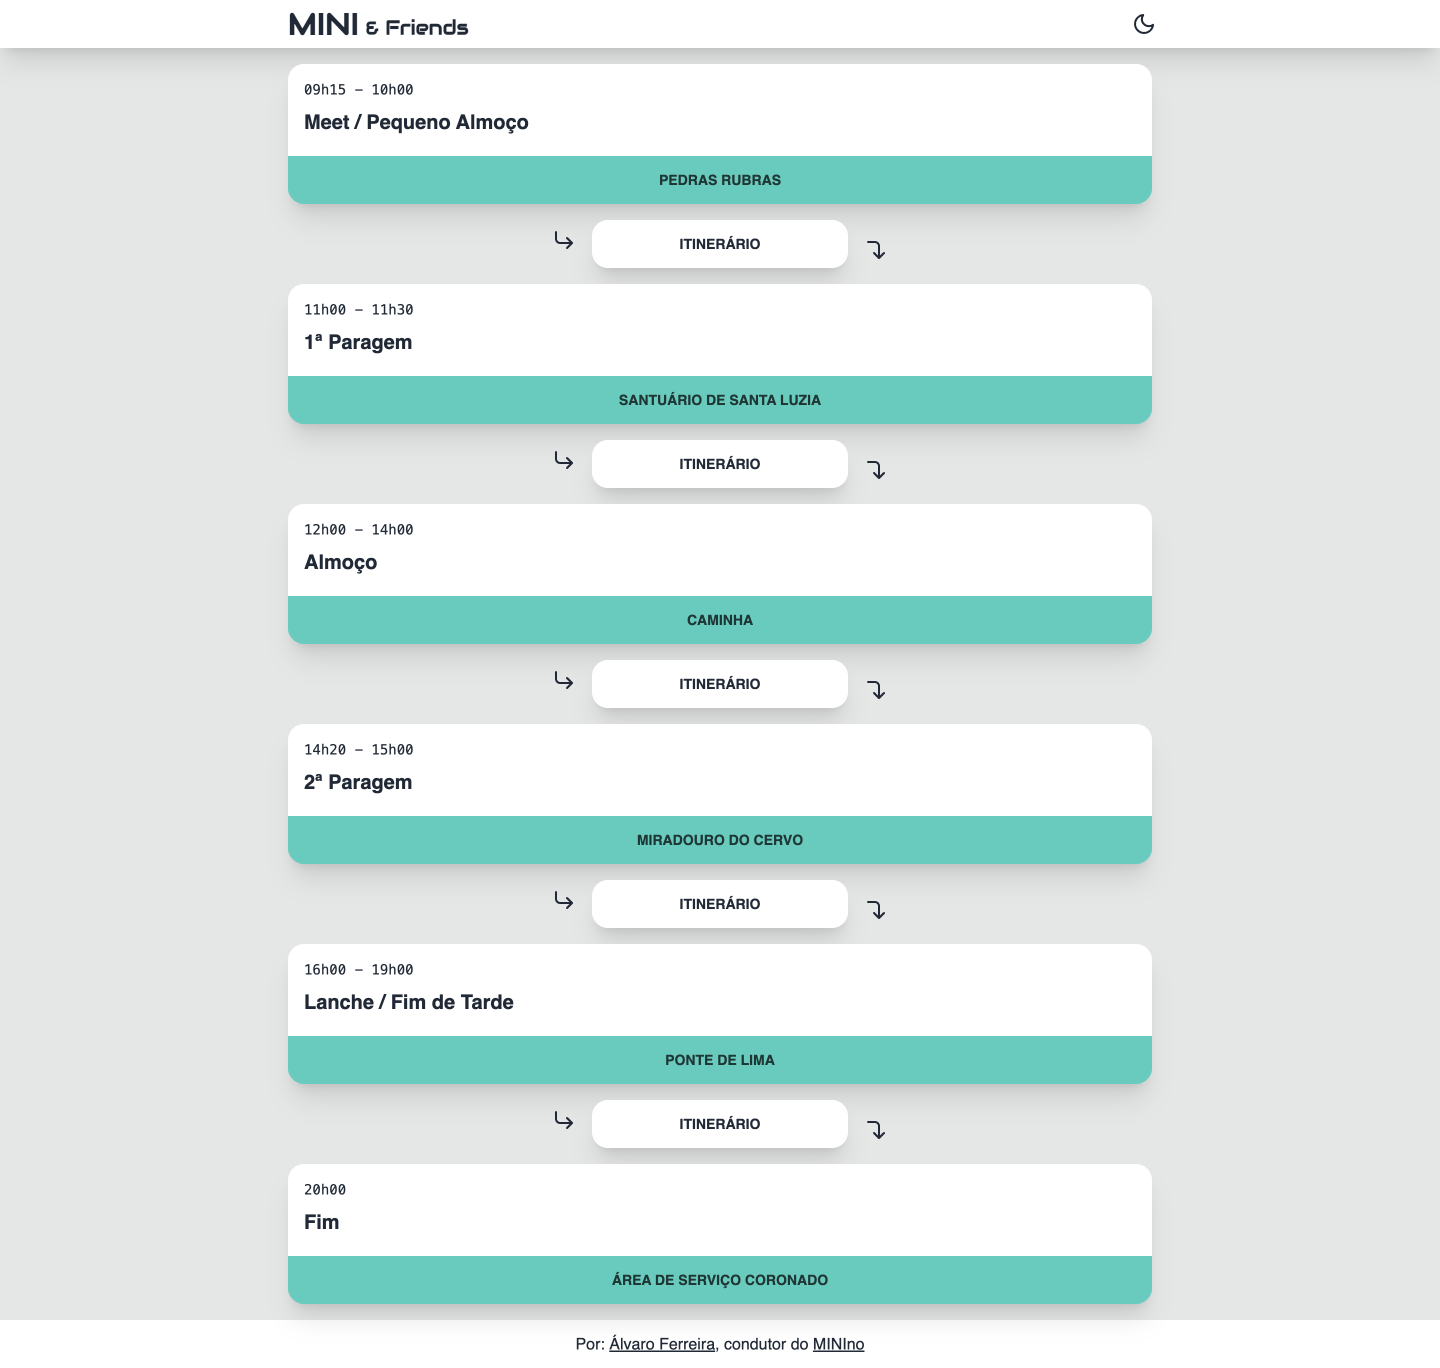 MINI & Friends
09h15 – 10h00
Meet / Pequeno Almoço
PEDRAS RUBRAS
ITINERÁRIO
11h00 – 11h30
1ª Paragem
SANTUÁRIO DE SANTA LUZIA
ITINERÁRIO
12h00 – 14h00
Almoço
CAMINHA
ITINERÁRIO
14h20 – 15h00
2ª Paragem
MIRADOURO DO CERVO
ITINERÁRIO
16h00 – 19h00
Lanche / Fim de Tarde
PONTE DE LIMA
ITINERÁRIO
20h00
Fim
ÁREA DE SERVIÇO CORONADO
Por: Álvaro Ferreira, condutor do MINIno